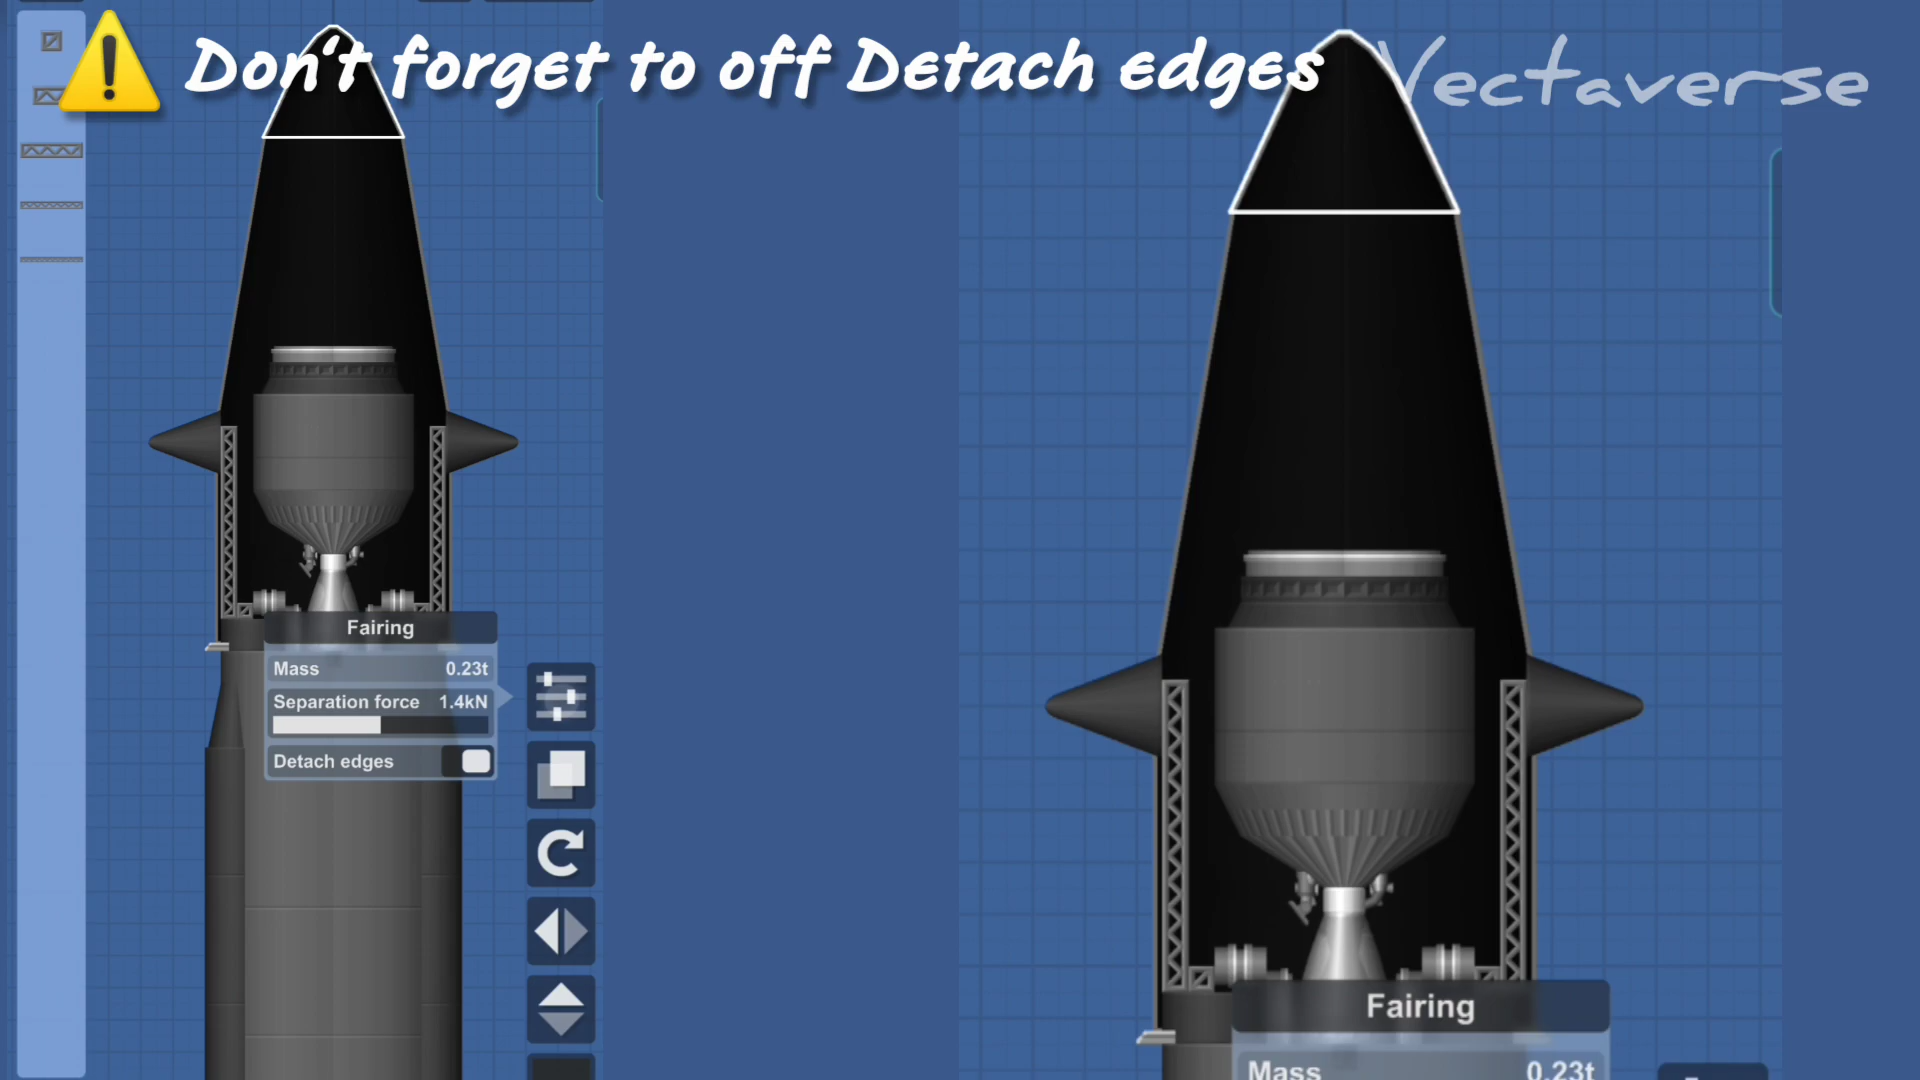 Don't forget to off Detach edges
Vectaverse
Fairing
Mass 0.23t
Separation force 1.4kN
Detach edges
Fairing
Mass 0.23t